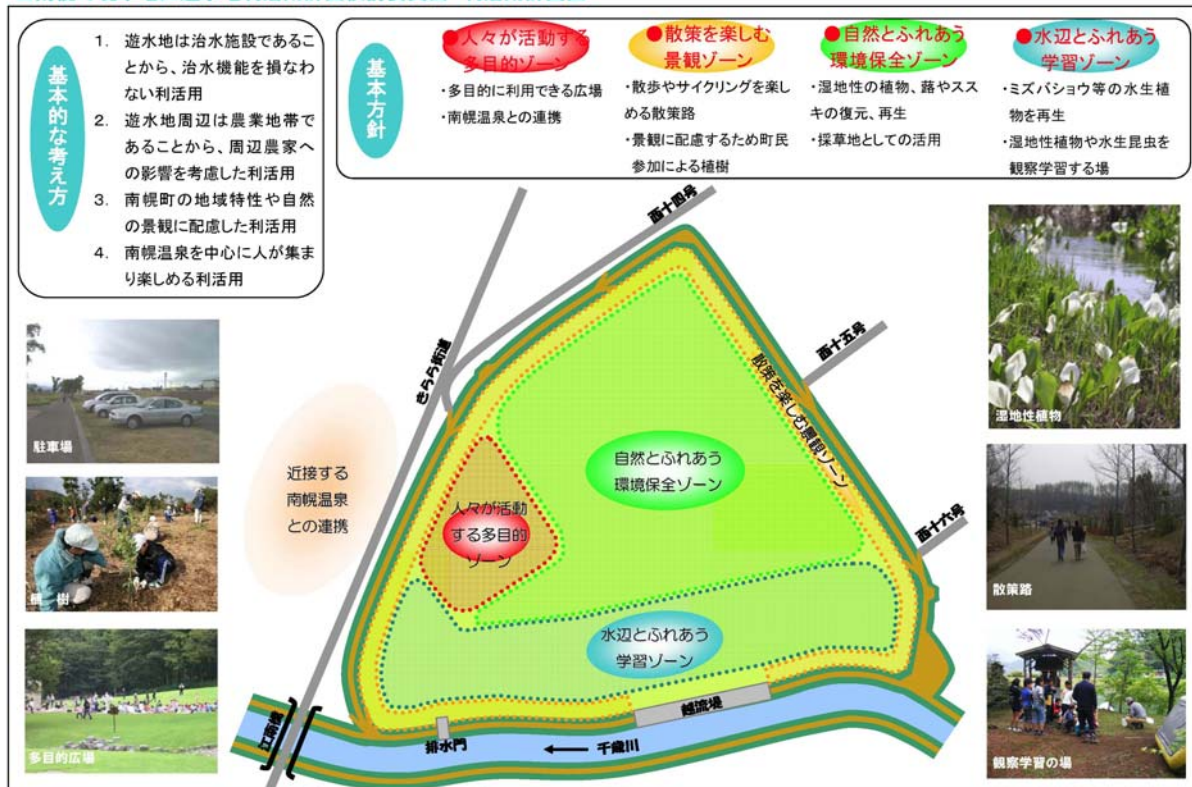 基本的な考え方
1. 遊水地は治水施設であるこ
とから、治水機能を損なわ
ない利活用
2. 遊水地周辺は農業地帯で
あることから、周辺農家へ
の影響を考慮した利活用
3. 南幌町の地域特性や自然
の景観に配慮した利活用
4. 南幌温泉を中心に人が集ま
り楽しめる利活用
基本方針
●人々が活動する
多目的ゾーン
・多目的に利用できる広場
・南幌温泉との連携
●散策を楽しむ
景観ゾーン
・散歩やサイクリングを楽し
める散策路
・景観に配慮するため町民
参加による植樹
●自然とふれあう
環境保全ゾーン
・湿地性の植物、蕗やスス
キの復元、再生
・採草地としての活用
●水辺とふれあう
学習ゾーン
・ミズバショウ等の水生植
物を再生
・湿地性植物や水生昆虫を
観察学習する場
西十四号
きらら街道
西十五号
散策を楽しむ景観ゾーン
西十六号
近接する
南幌温泉
との連携
自然とふれあう
環境保全ゾーン
人々が活動
する多目的
ゾーン
水辺とふれあう
学習ゾーン
越流堤
排水門
千歳川
江南橋
駐車場
植 樹
多目的広場
湿地性植物
散策路
観察学習の場